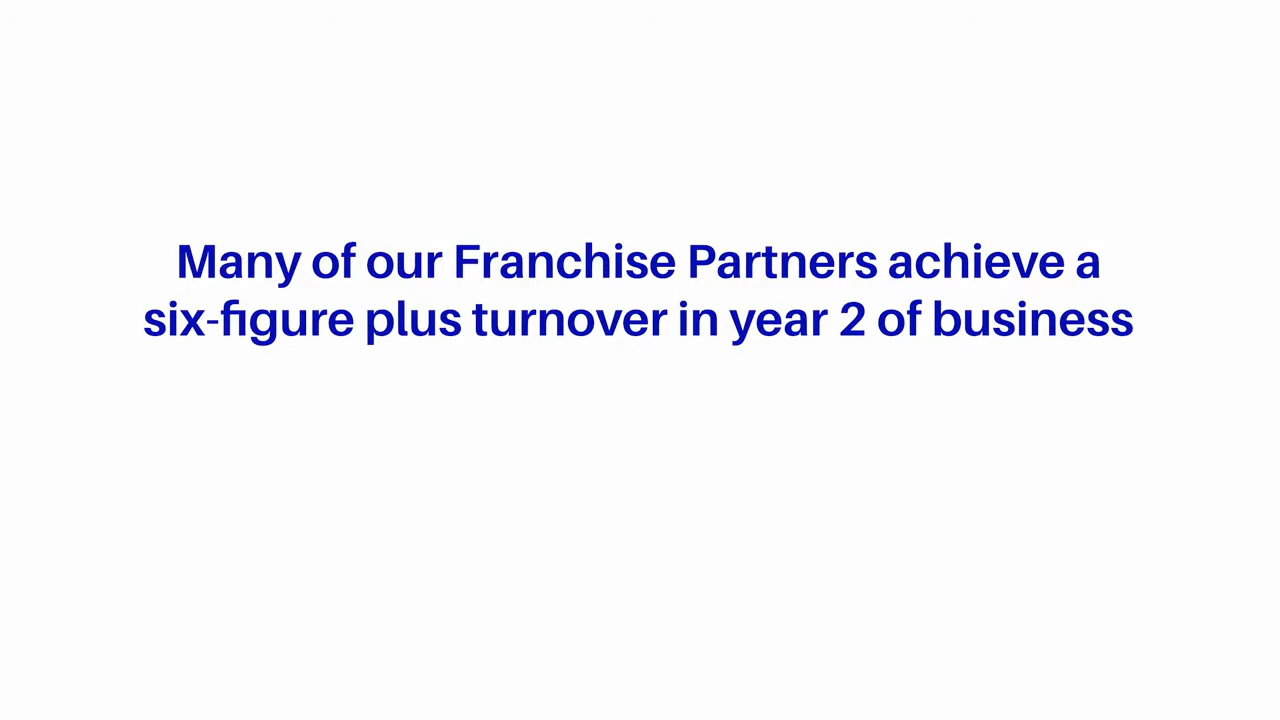 Many of our Franchise Partners achieve a
six-figure plus turnover in year 2 of business